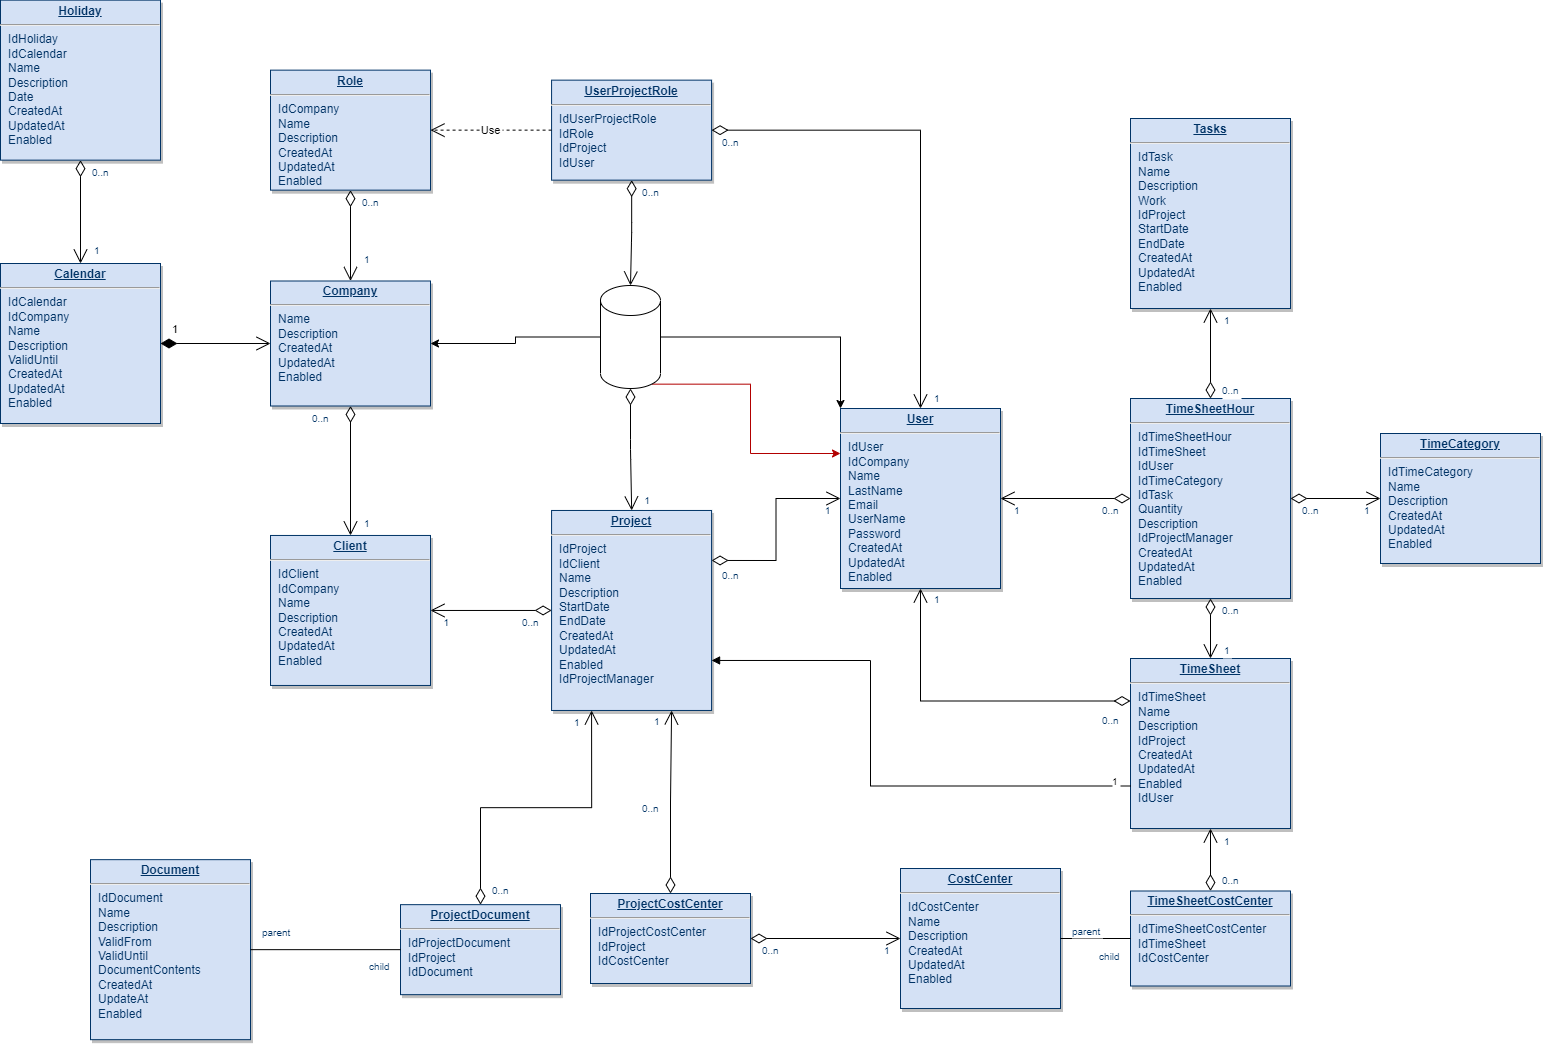 Holiday
IdHoliday
IdCalendar
Name
Description
Date
CreatedAt
UpdatedAt
Enabled
0..n
1
Role
IdCompany
Name
Description
CreatedAt
UpdatedAt
Enabled
0..n
1
Use
UserProjectRole
IdUserProjectRole
IdRole
IdProject
IdUser
0..n
0..n
1
Tasks
IdTask
Name
Description
Work
IdProject
StartDate
EndDate
CreatedAt
UpdatedAt
Enabled
1
0..n
Calendar
IdCalendar
IdCompany
Name
Description
ValidUntil
CreatedAt
UpdatedAt
Enabled
1
Company
Name
Description
CreatedAt
UpdatedAt
Enabled
0..n
1
User
IdUser
IdCompany
Name
LastName
Email
UserName
Password
CreatedAt
UpdatedAt
Enabled
1
1
1
TimeSheetHour
IdTimeSheetHour
IdTimeSheet
IdUser
IdTimeCategory
IdTask
Quantity
Description
IdProjectManager
CreatedAt
UpdatedAt
Enabled
0..n
0..n
1
0..n
1
TimeCategory
IdTimeCategory
Name
Description
CreatedAt
UpdatedAt
Enabled
Client
IdClient
IdCompany
Name
Description
CreatedAt
UpdatedAt
Enabled
1
0..n
1
Project
IdProject
IdClient
Name
Description
StartDate
EndDate
CreatedAt
UpdatedAt
Enabled
IdProjectManager
0..n
1
1
TimeSheet
IdTimeSheet
Name
Description
IdProject
CreatedAt
UpdatedAt
Enabled
IdUser
0..n
1
1
0..n
0..n
Document
IdDocument
Name
Description
ValidFrom
ValidUntil
DocumentContents
CreatedAt
UpdateAt
Enabled
parent
child
0..n
ProjectDocument
IdProjectDocument
IdProject
IdDocument
ProjectCostCenter
IdProjectCostCenter
IdProject
IdCostCenter
0..n
1
CostCenter
IdCostCenter
Name
Description
CreatedAt
UpdatedAt
Enabled
parent
child
TimeSheetCostCenter
IdTimeSheetCostCenter
IdTimeSheet
IdCostCenter